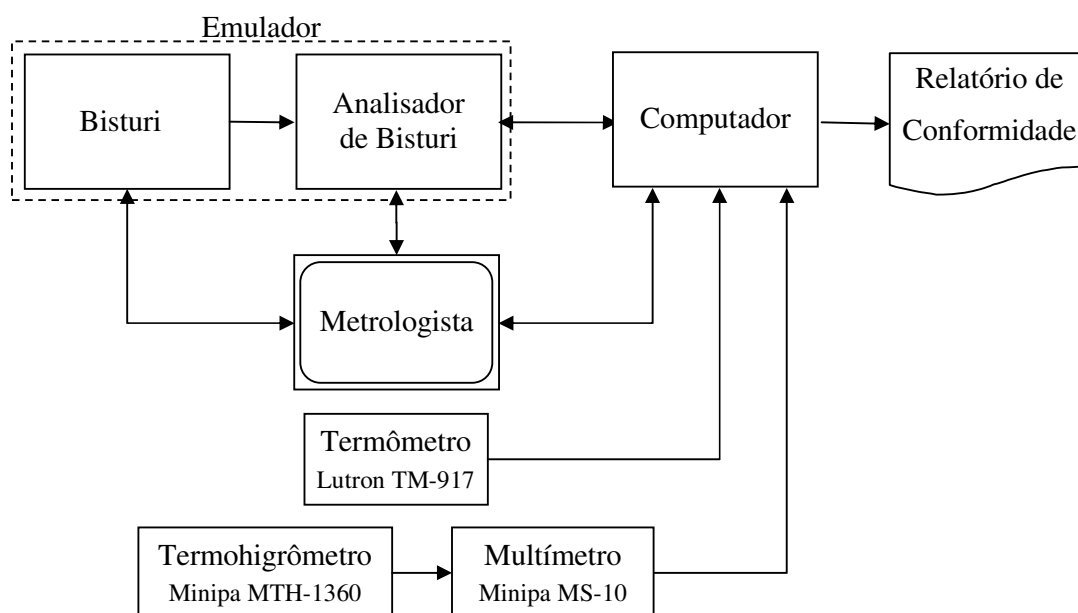 Emulador
Bisturi
Analisador
de Bisturi
Computador
Relatório de
Conformidade
Metrologista
Termômetro
Lutron TM-917
Termohigrômetro
Minipa MTH-1360
Multímetro
Minipa MS-10